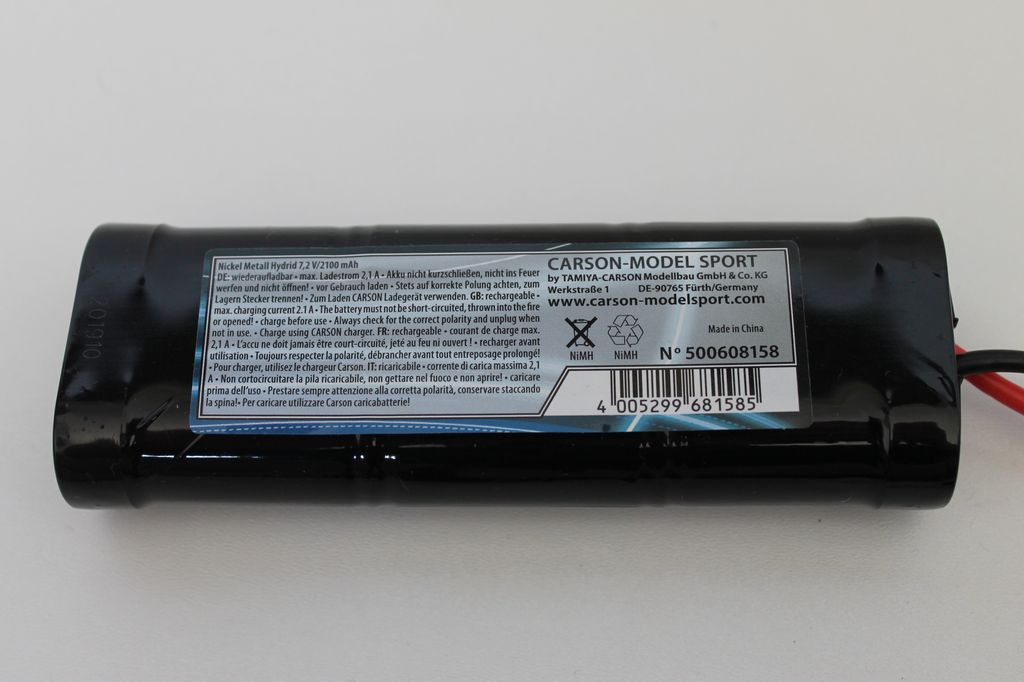 Nickel Metall Hydrid 7,2 V/2100 mAh
DE: wiederaufladbar • max. Ladestrom 2,1 A • Akku nicht kurzschließen, nicht ins Feuer
werfen und nicht öffnen! • vor Gebrauch laden • Stets auf korrekte Polung achten, zum
Lagern Stecker trennen! • Zum Laden CARSON Ladegerät verwenden. GB: rechargeable •
max. charging current 2.1 A • The battery must not be short-circuited, thrown into the fire
or opened! • charge before use • Always check for the correct polarity and unplug when
not in use. • Charge using CARSON charger. FR: rechargeable • courant de charge max.
2,1 A • L'accu ne doit jamais être court-circuité, jeté au feu ni ouvert ! • recharger avant
utilisation • Toujours respecter la polarité, débrancher avant tout entreposage prolongé!
• Pour charger, utilisez le chargeur Carson. IT: ricaricabile • corrente di carica massima 2,1
A • Non cortocircuitare la pila ricaricabile, non gettare nel fuoco e non aprire! • caricare
prima dell'uso • Prestare sempre attenzione alla corretta polarità, conservare staccando
la spina!• Per caricare utilizzare Carson caricabatterie!
CARSON-MODEL SPORT
by TAMIYA-CARSON Modellbau GmbH & Co. KG
Werkstraße 1 DE-90765 Fürth/Germany
www.carson-modelsport.com
Made in China
NiMH NiMH
N° 500608158
4 005299 681585
201910